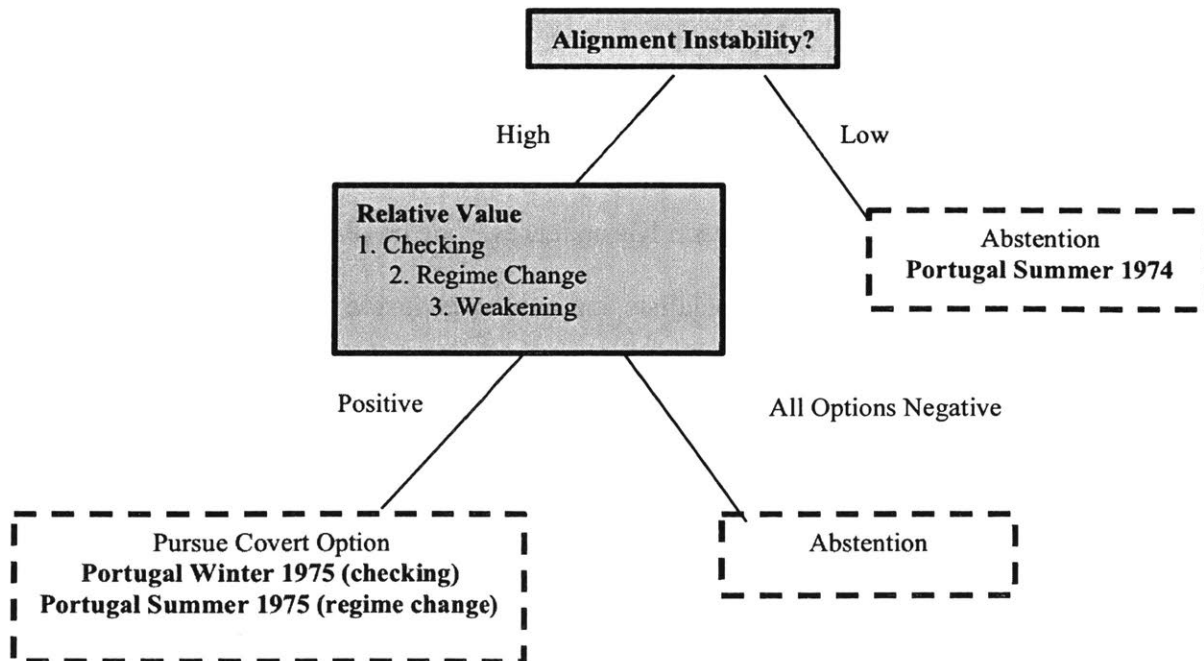 Alignment Instability?
High
Low
Relative Value
1. Checking
2. Regime Change
3. Weakening
Abstention
Portugal Summer 1974
Positive
All Options Negative
Pursue Covert Option
Portugal Winter 1975 (checking)
Portugal Summer 1975 (regime change)
Abstention